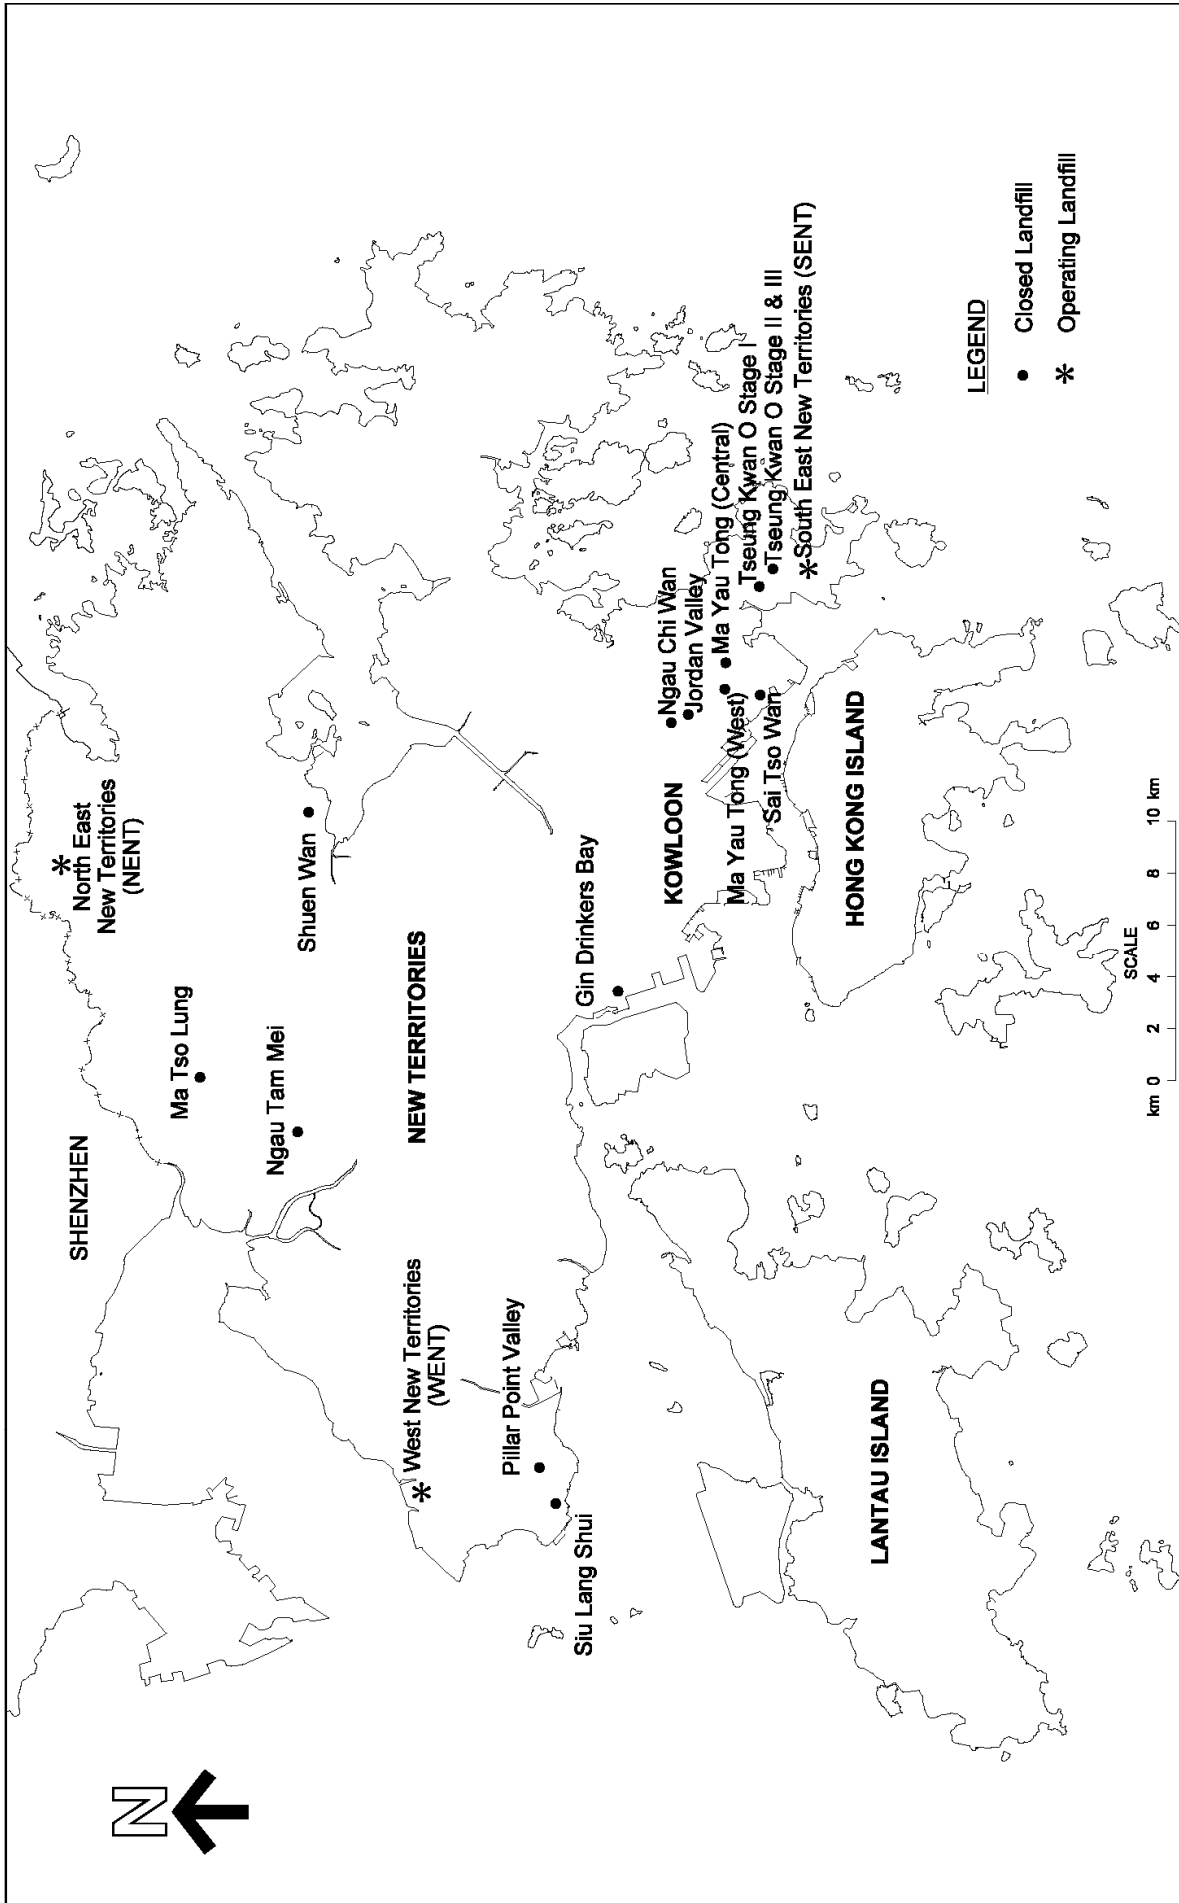 N
SHENZHEN
North East
New Territories
(NENT)
Ma Tso Lung
Ngau Tam Mei
Shuen Wan
West New Territories
(WENT)
NEW TERRITORIES
Pillar Point Valley
Siu Lang Shui
Gin Drinkers Bay
KOWLOON
Ngau Chi Wan
Jordan Valley
Ma Yau Tong (Central)
Ma Yau Tong (West)
Tseung Kwan O Stage I
Tseung Kwan O Stage II & III
Sai Tso Wan
South East New Territories (SENT)
HONG KONG ISLAND
LANTAU ISLAND
LEGEND
Closed Landfill
Operating Landfill
SCALE
km 0 2 4 6 8 10 km